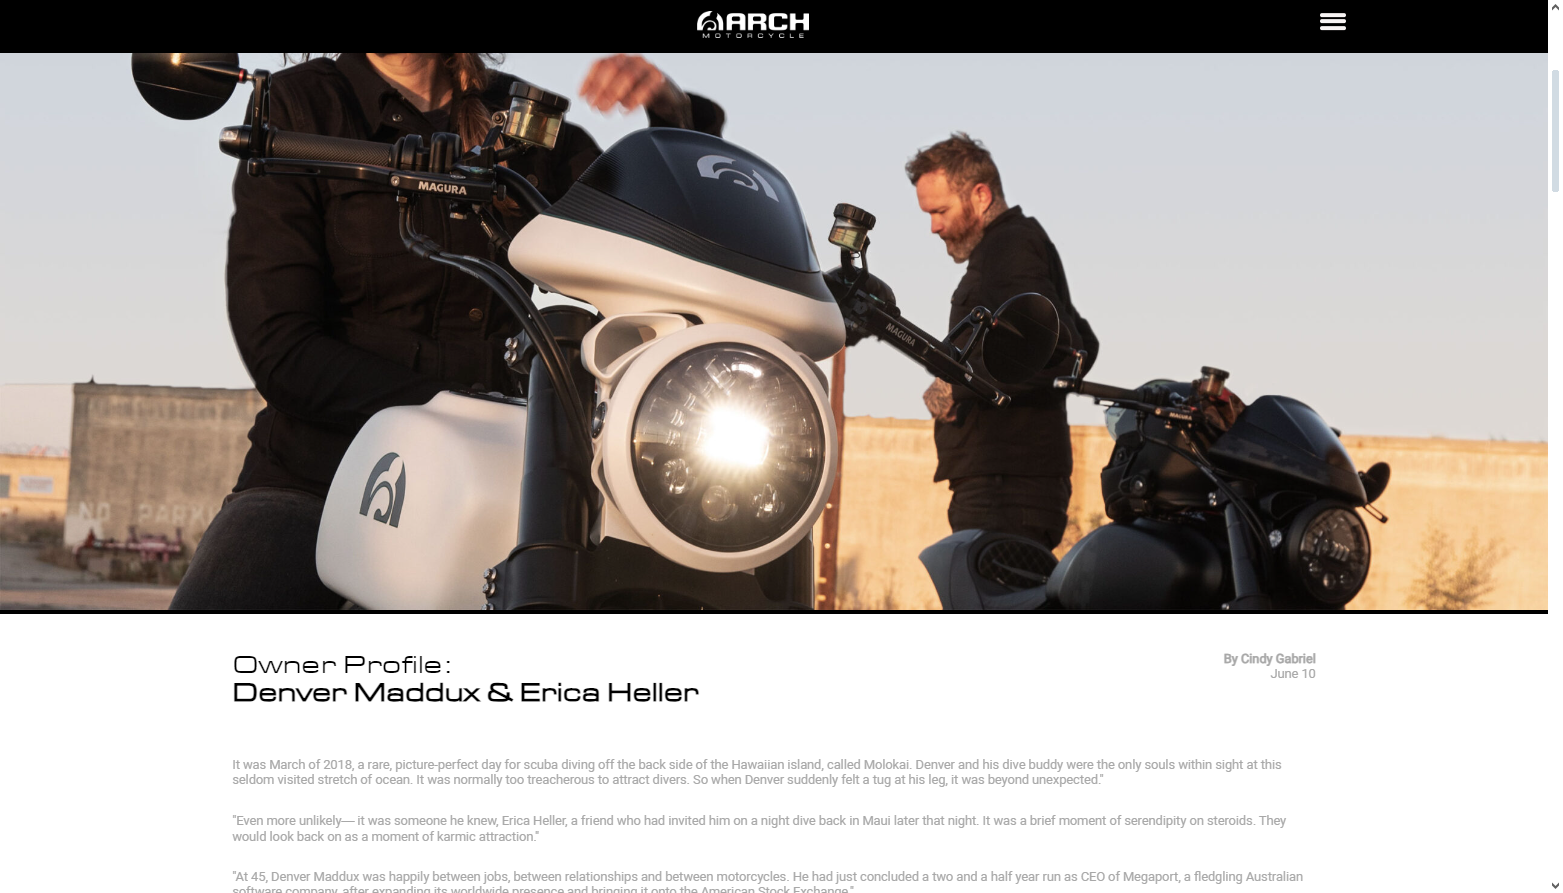 ARCH
MOTORCYCLE
MAGURA
MAGURA
MAGURA
NO PARK
Owner Profile:
Denver Maddux & Erica Heller
By Cindy Gabriel
June 10
It was March of 2018, a rare, picture-perfect day for scuba diving off the back side of the Hawaiian island, called Molokai. Denver and his dive buddy were the only souls within sight at this
seldom visited stretch of ocean. It was normally too treacherous to attract divers. So when Denver suddenly felt a tug at his leg, it was beyond unexpected."
"Even more unlikely— it was someone he knew, Erica Heller, a friend who had invited him on a night dive back in Maui later that night. It was a brief moment of serendipity on steroids. They
would look back on as a moment of karmic attraction."
"At 45, Denver Maddux was happily between jobs, between relationships and between motorcycles. He had just concluded a two and a half year run as CEO of Megaport, a fledgling Australian
software company, after expanding its worldwide presence and bringing it onto the American Stock Exchange."